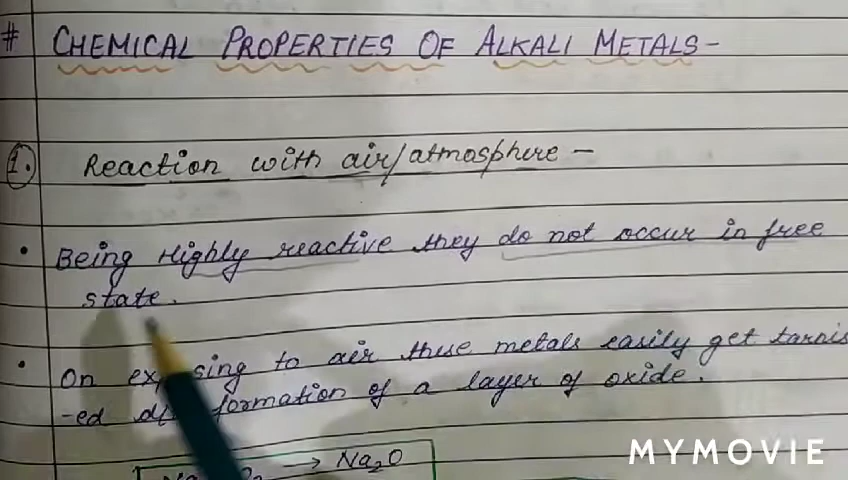 # CHEMICAL PROPERTIES OF ALKALI METALS -
1. Reaction with air/atmosphere -
• Being Highly reactive they do not occur in free
state.
• On exposing to air these metals easily get tarnis
-ed formation of a layer of oxide.
→ Na₂O
MYMOVIE